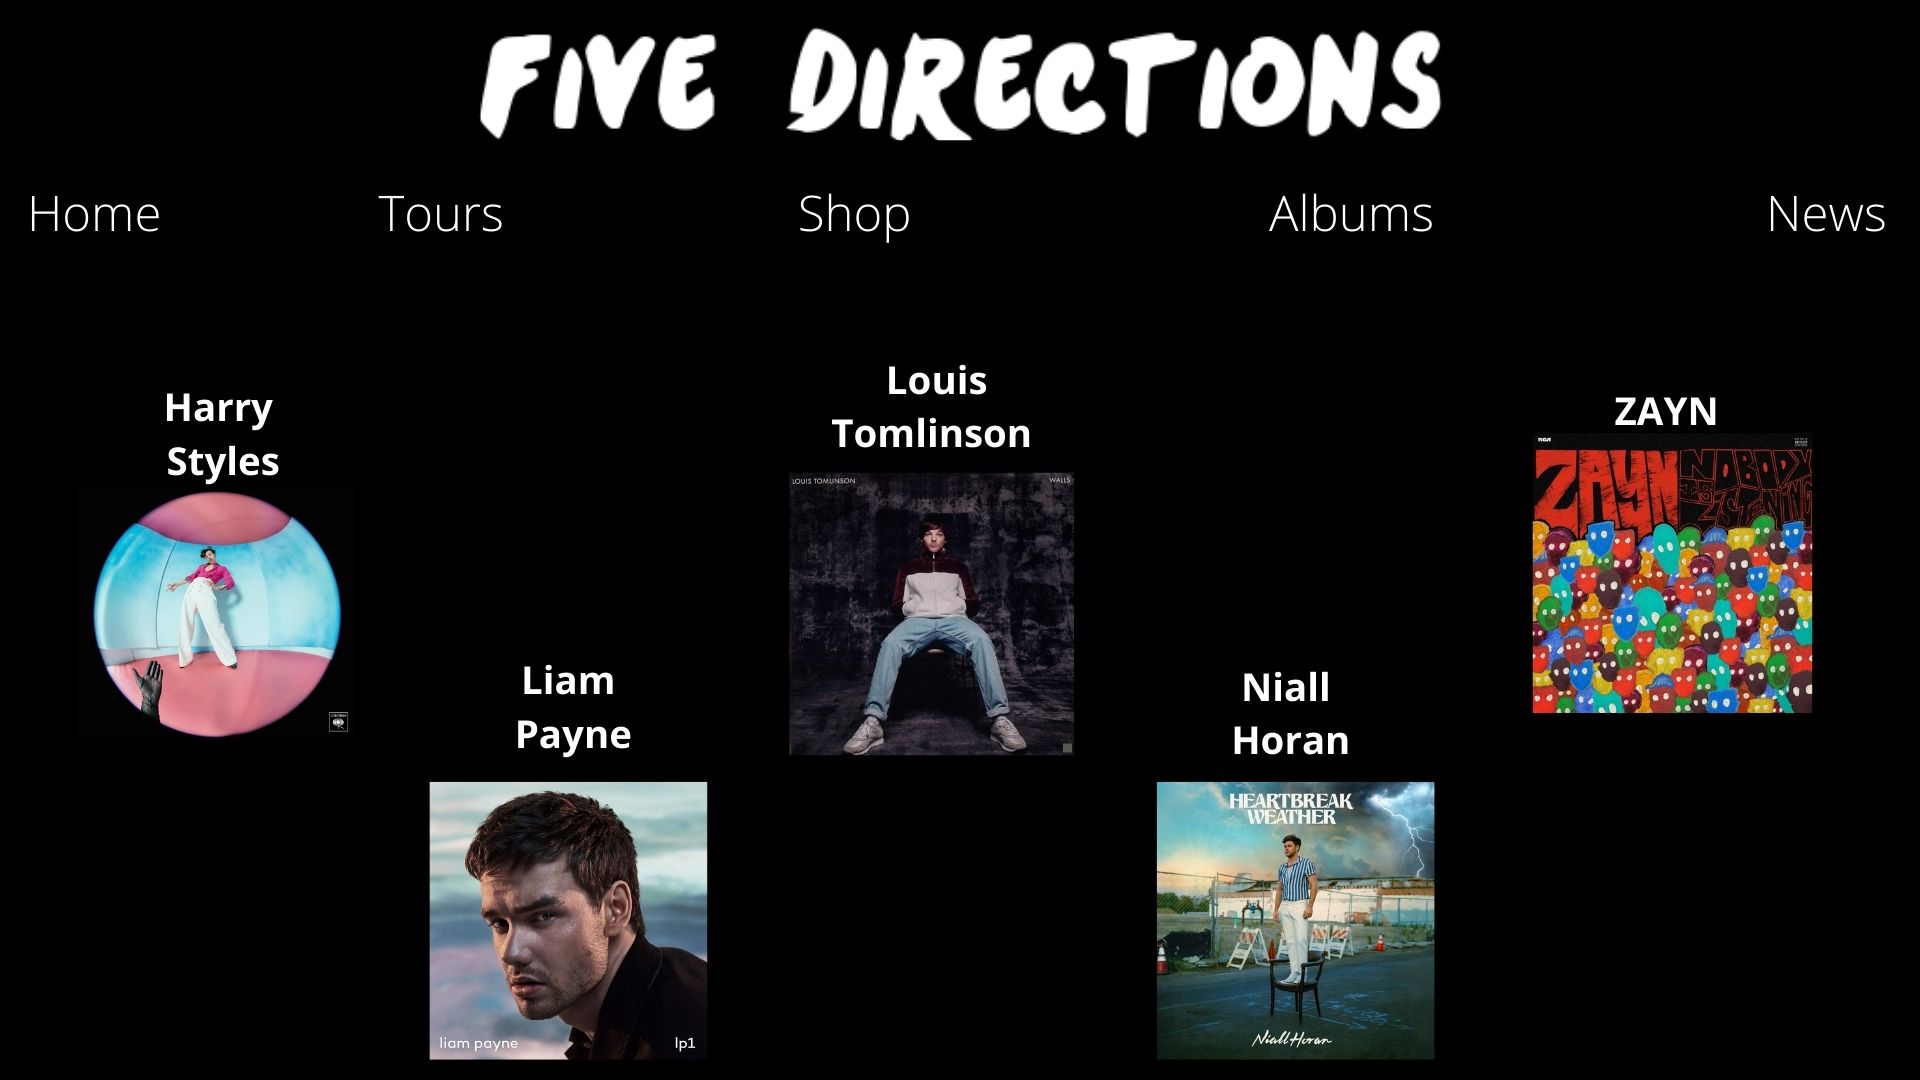 FIVE DIRECTIONS
Home
Tours
Shop
Albums
News
Harry
Styles
Louis
Tomlinson
ZAYN
LOUIS TOMLINSON
WALLS
RCA
ZAYN
NOBODY
IS
LISTENING
Liam
Payne
Niall
Horan
HEARTBREAK
WEATHER
liam payne
lp1
Niall Horan